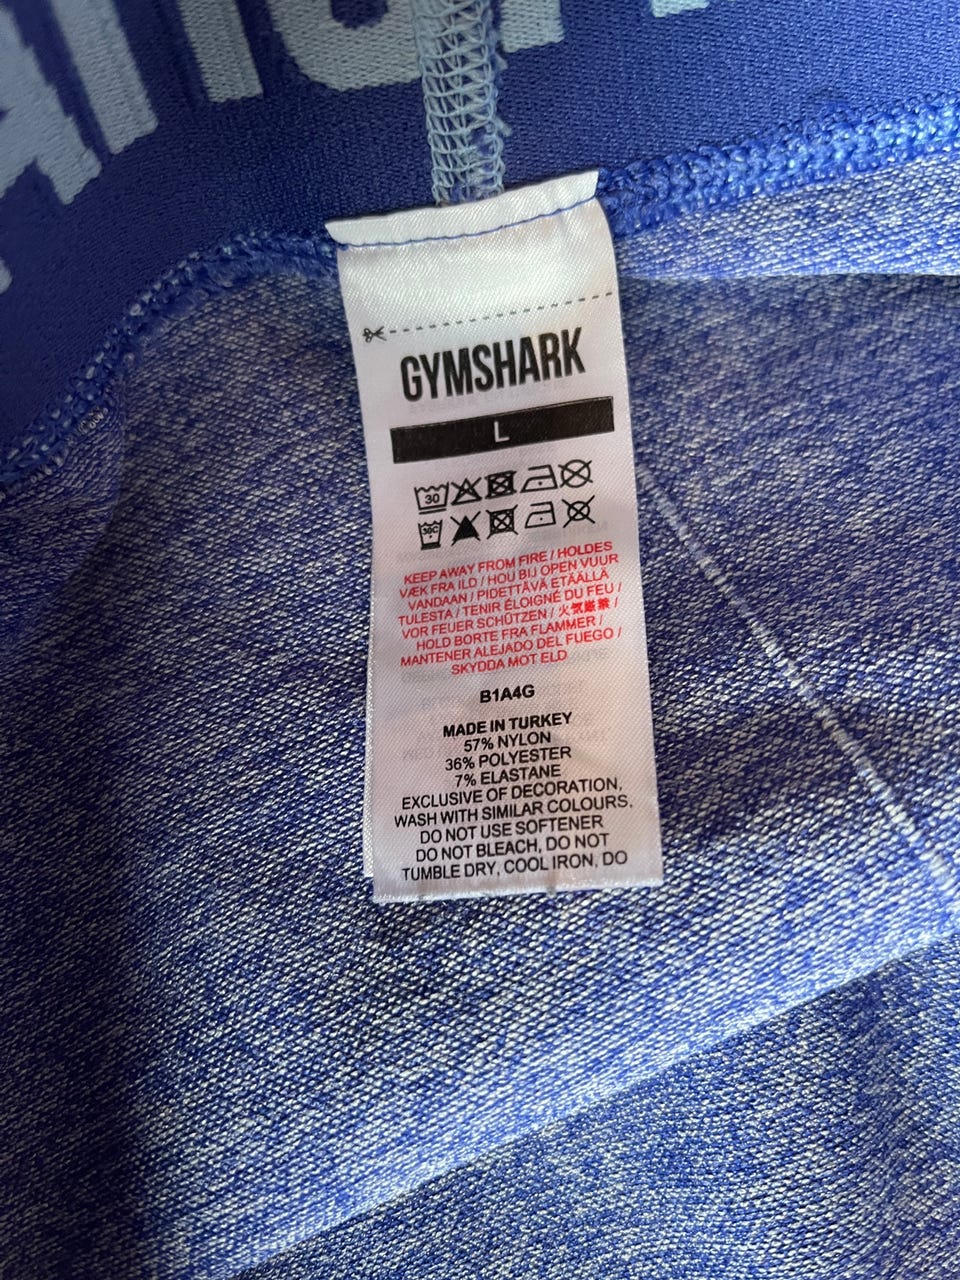 GYMSHARK
L
30
30C
KEEP AWAY FROM FIRE / HOLDES
VÆK FRA ILD / HOU BIJ OPEN VUUR
VANDAAN / PIDETTÄVÄ ETÄÄLLÄ
TULESTA / TENIR ÉLOIGNÉ DU FEU /
VOR FEUER SCHÜTZEN / 火気厳禁 /
HOLD BORTE FRA FLAMMER /
MANTENER ALEJADO DEL FUEGO /
SKYDDA MOT ELD
B1A4G
MADE IN TURKEY
57% NYLON
36% POLYESTER
7% ELASTANE
EXCLUSIVE OF DECORATION,
WASH WITH SIMILAR COLOURS,
DO NOT USE SOFTENER
DO NOT BLEACH, DO NOT
TUMBLE DRY, COOL IRON, DO